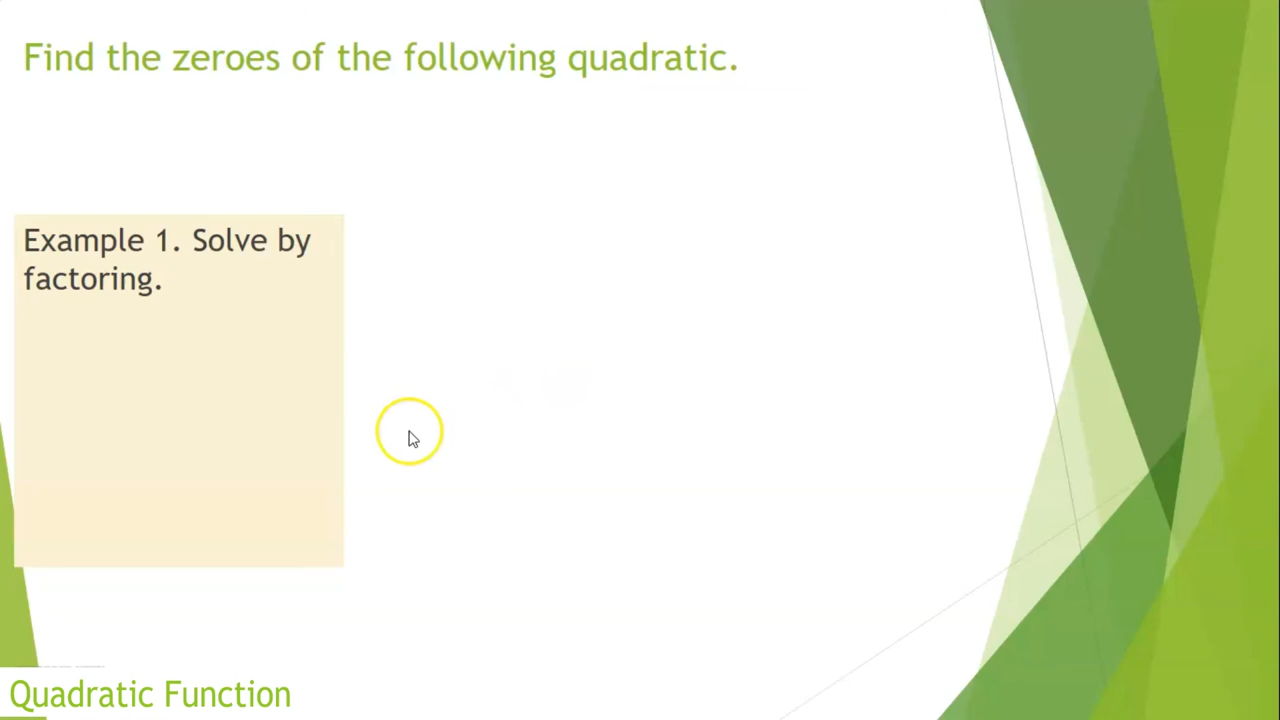 Find the zeroes of the following quadratic.
Example 1. Solve by
factoring.
Quadratic Function